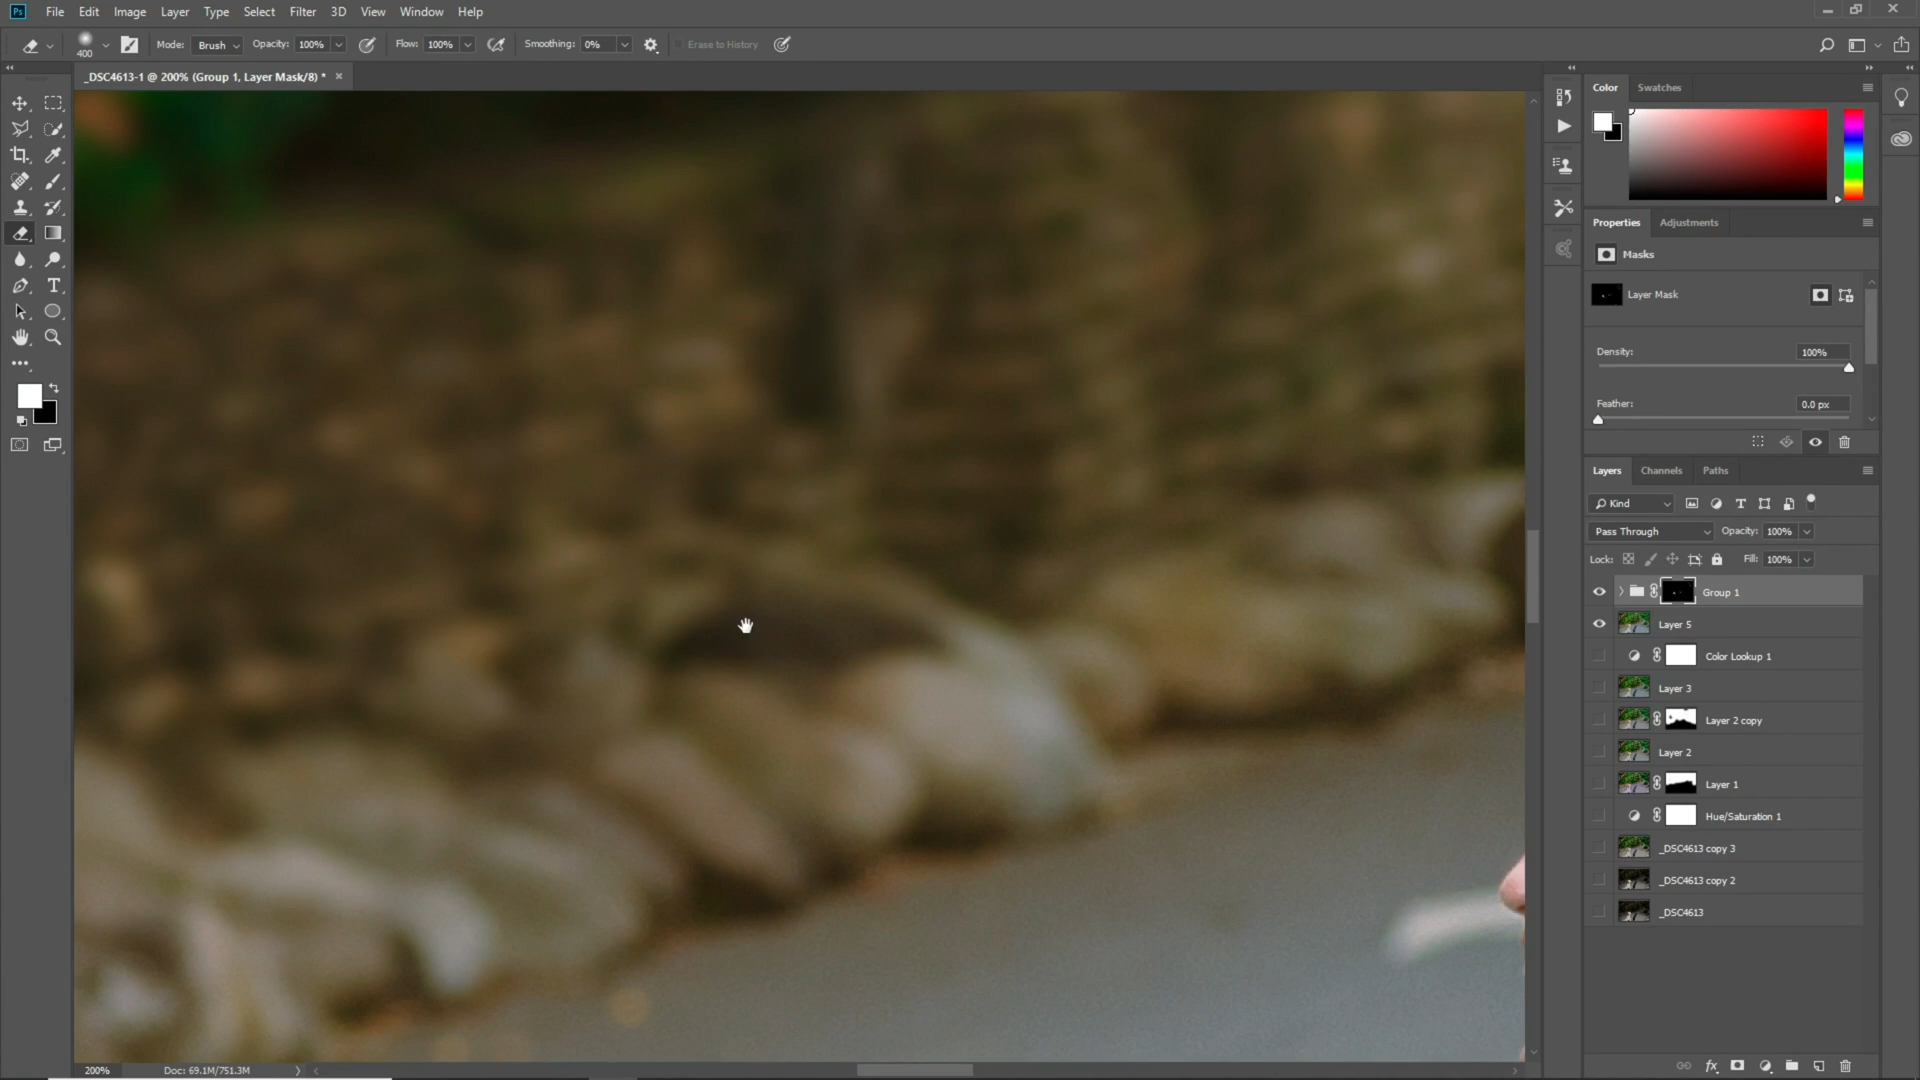 Ps File Edit Image Layer Type Select Filter 3D View Window Help
400 Mode: Brush Opacity: 100% Flow: 100% Smoothing: 0% Erase to History
_DSC4613-1 @ 200% (Group 1, Layer Mask/8) *
Color Swatches
Properties Adjustments
Masks
Layer Mask
Density: 100%
Feather: 0.0 px
Layers Channels Paths
Kind
Pass Through Opacity: 100%
Lock: Fill: 100%
Group 1
Layer 5
Color Lookup 1
Layer 3
Layer 2 copy
Layer 2
Layer 1
Hue/Saturation 1
_DSC4613 copy 3
_DSC4613 copy 2
_DSC4613
200% Doc: 69.1M/751.3M